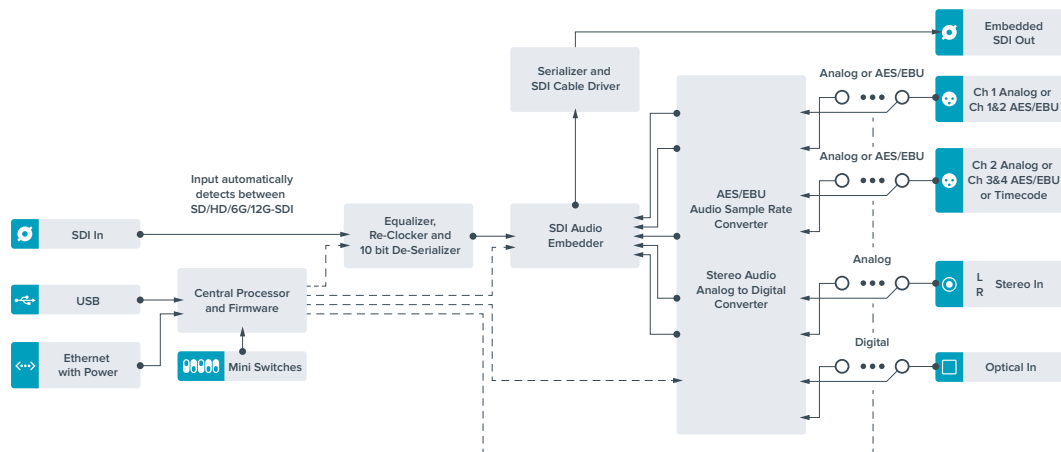 Embedded
SDI Out
Serializer and
SDI Cable Driver
Analog or AES/EBU
Ch 1 Analog or
Ch 1&2 AES/EBU
Analog or AES/EBU
Ch 2 Analog or
Ch 3&4 AES/EBU
or Timecode
Input automatically
detects between
SD/HD/6G/12G-SDI
AES/EBU
Audio Sample Rate
Converter
SDI In
Equalizer,
Re-Clocker and
10 bit De-Serializer
SDI Audio
Embedder
Analog
Stereo Audio
Analog to Digital
Converter
L
R
Stereo In
USB
Central Processor
and Firmware
Digital
Ethernet
with Power
Mini Switches
Optical In